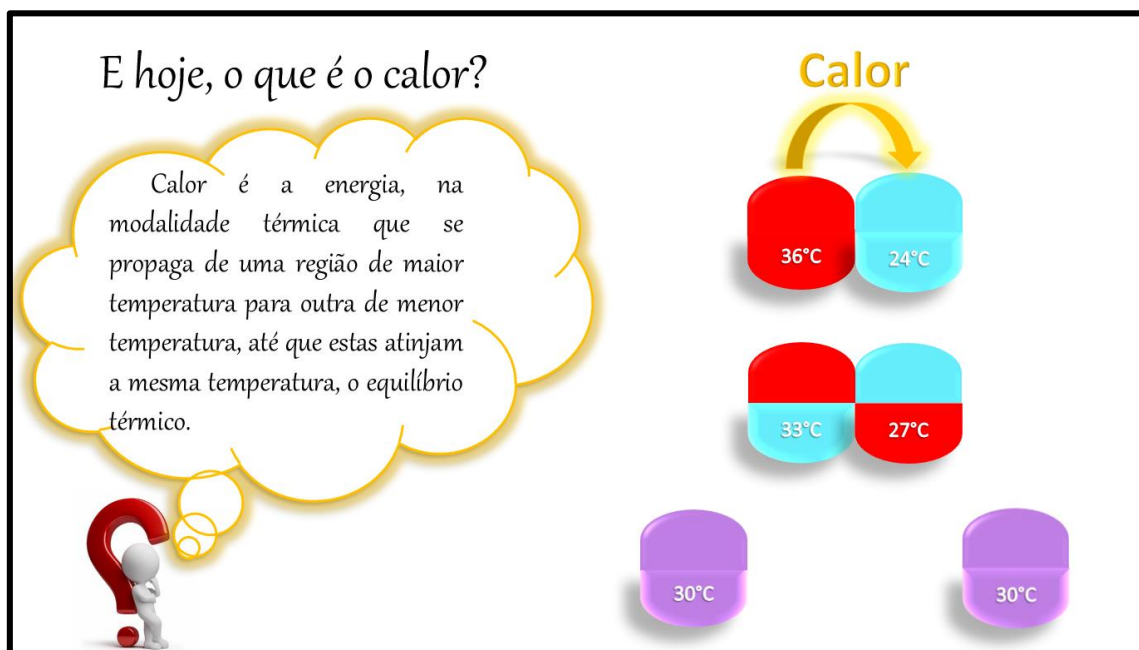 E hoje, o que é o calor?
Calor é a energia, na
modalidade térmica que se
propaga de uma região de maior
temperatura para outra de menor
temperatura, até que estas atinjam
a mesma temperatura, o equilíbrio
térmico.
Calor
36°C 24°C
33°C 27°C
30°C 30°C